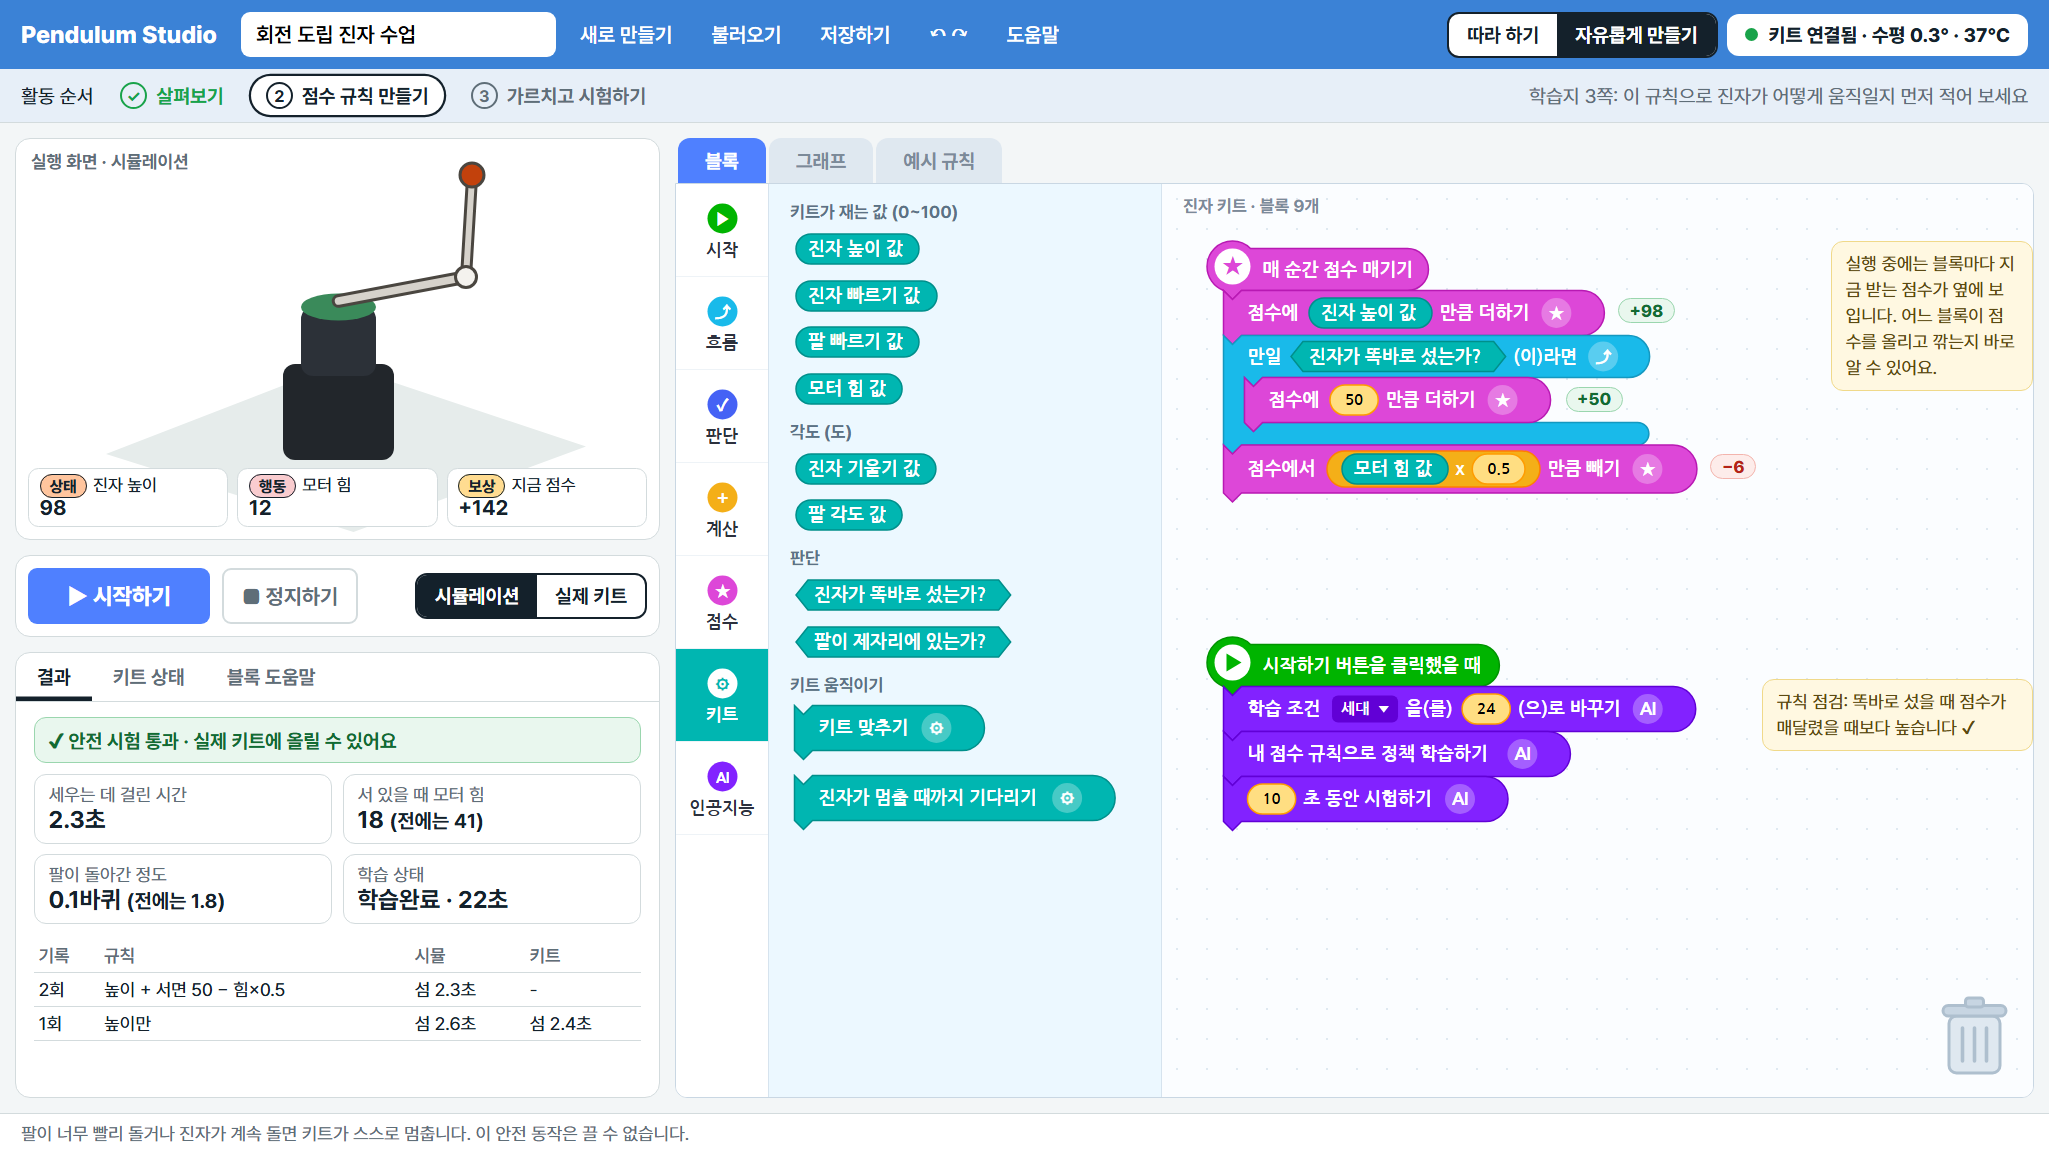 Pendulum Studio
회전 도립 진자 수업
새로 만들기
불러오기
저장하기
도움말
따라 하기
자유롭게 만들기
키트 연결됨 · 수평 0.3° · 37°C
활동 순서
살펴보기
2 점수 규칙 만들기
3 가르치고 시험하기
학습지 3쪽: 이 규칙으로 진자가 어떻게 움직일지 먼저 적어 보세요
실행 화면 · 시뮬레이션
상태 진자 높이
98
행동 모터 힘
12
보상 지금 점수
+142
▶ 시작하기
■ 정지하기
시뮬레이션
실제 키트
결과
키트 상태
블록 도움말
✓ 안전 시험 통과 · 실제 키트에 올릴 수 있어요
세우는 데 걸린 시간
2.3초
서 있을 때 모터 힘
18 (전에는 41)
팔이 돌아간 정도
0.1바퀴 (전에는 1.8)
학습 상태
학습완료 · 22초
기록 규칙 시뮬 키트
2회 높이 + 서면 50 − 힘×0.5 섬 2.3초 -
1회 높이만 섬 2.6초 섬 2.4초
블록
그래프
예시 규칙
시작
흐름
판단
계산
점수
키트
AI
인공지능
키트가 재는 값 (0~100)
진자 높이 값
진자 빠르기 값
팔 빠르기 값
모터 힘 값
각도 (도)
진자 기울기 값
팔 각도 값
판단
진자가 똑바로 섰는가?
팔이 제자리에 있는가?
키트 움직이기
키트 맞추기
진자가 멈출 때까지 기다리기
진자 키트 · 블록 9개
매 순간 점수 매기기
점수에 진자 높이 값 만큼 더하기
+98
만일 진자가 똑바로 섰는가? (이)라면
점수에 50 만큼 더하기
+50
점수에서 모터 힘 값 x 0.5 만큼 빼기
−6
실행 중에는 블록마다 지
금 받는 점수가 옆에 보
입니다. 어느 블록이 점
수를 올리고 깎는지 바로
알 수 있어요.
시작하기 버튼을 클릭했을 때
학습 조건 세대 ▼ 을(를) 24 (으)로 바꾸기 AI
내 점수 규칙으로 정책 학습하기 AI
10 초 동안 시험하기 AI
규칙 점검: 똑바로 섰을 때 점수가
매달렸을 때보다 높습니다 ✓
팔이 너무 빨리 돌거나 진자가 계속 돌면 키트가 스스로 멈춥니다. 이 안전 동작은 끌 수 없습니다.